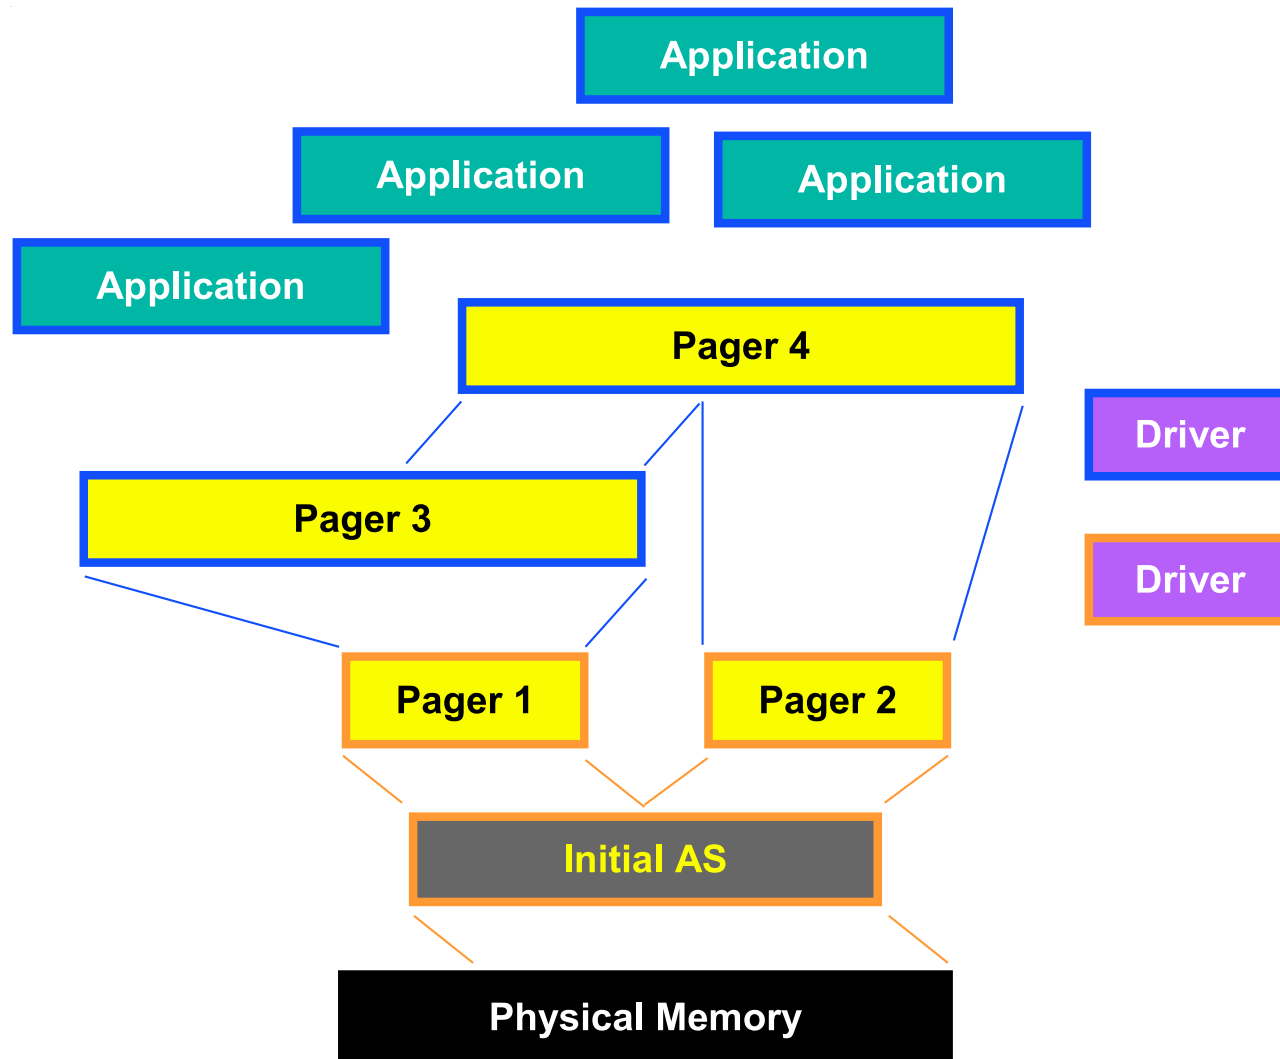 Application
Application
Application
Application
Pager 4
Driver
Pager 3
Driver
Pager 1
Pager 2
Initial AS
Physical Memory